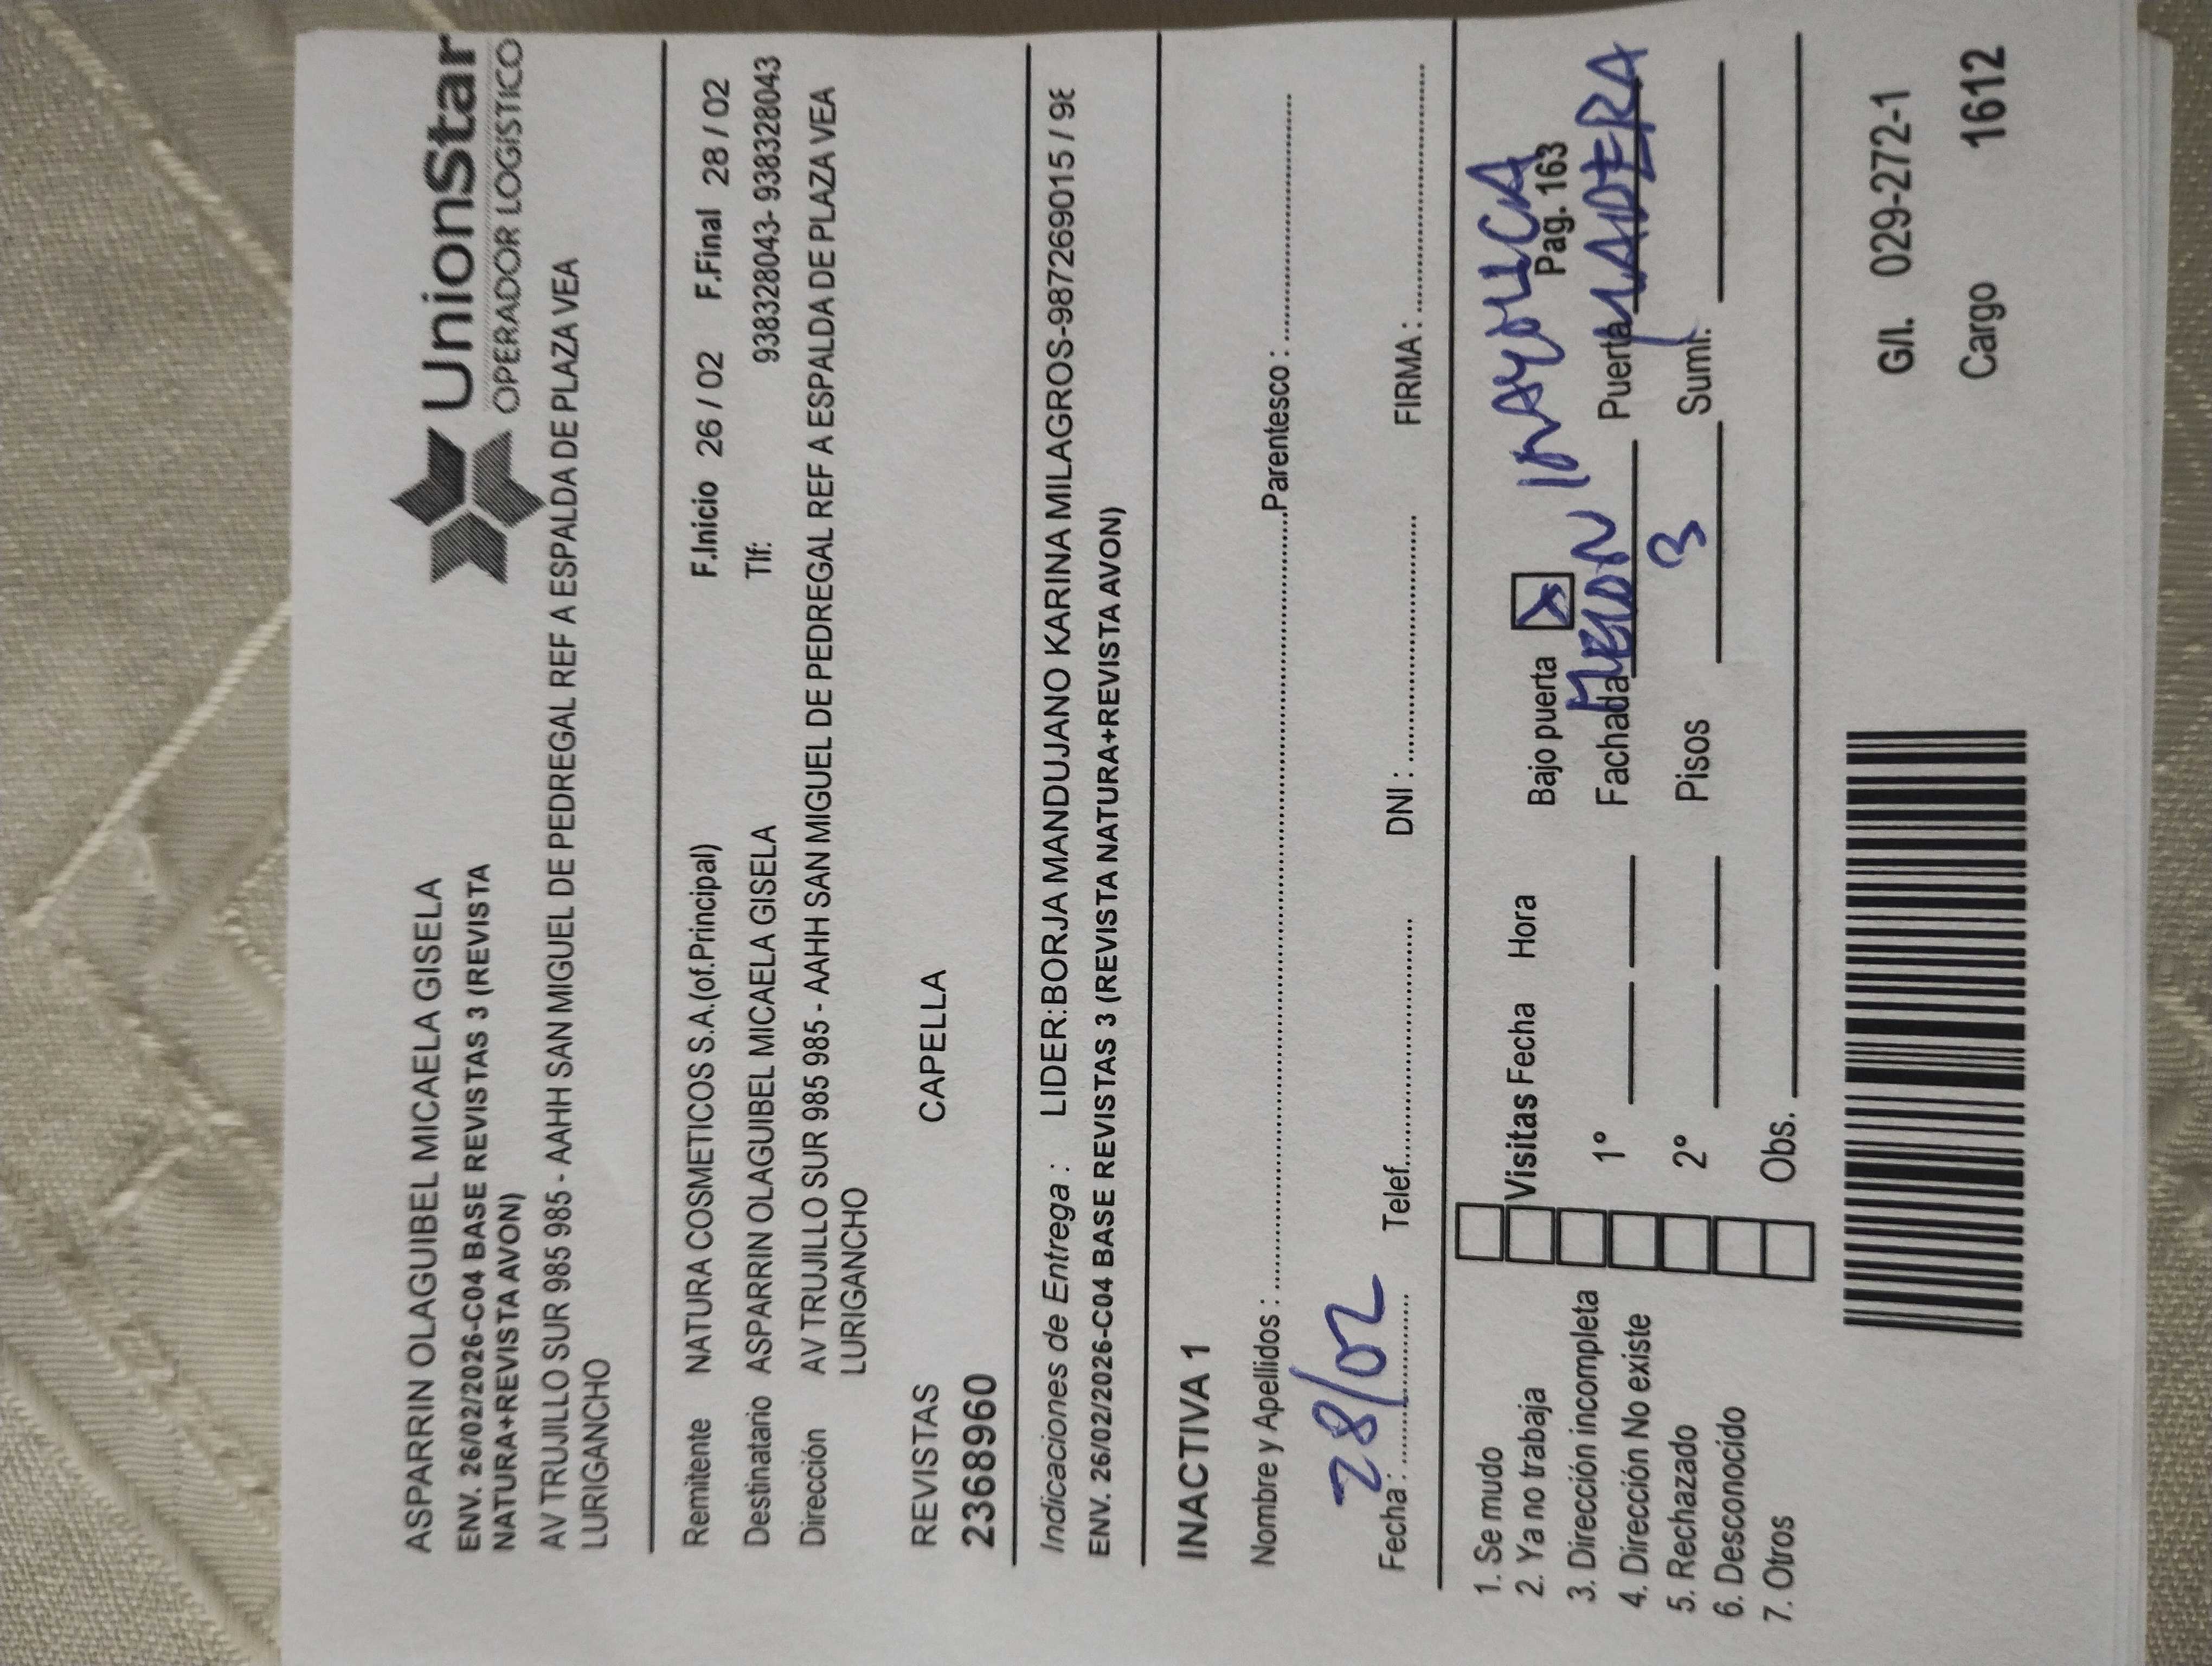 UnionStar
OPERADOR LOGISTICO
ASPARRIN OLAGUIBEL MICAELA GISELA
ENV. 26/02/2026-C04 BASE REVISTAS 3 (REVISTA
NATURA+REVISTA AVON)
AV TRUJILLO SUR 985 985 - AAHH SAN MIGUEL DE PEDREGAL REF A ESPALDA DE PLAZA VEA
LURIGANCHO
Remitente NATURA COSMETICOS S.A.(of.Principal) F.Inicio 26 / 02 F.Final 28 / 02
Destinatario ASPARRIN OLAGUIBEL MICAELA GISELA Tlf: 938328043- 938328043
Dirección AV TRUJILLO SUR 985 985 - AAHH SAN MIGUEL DE PEDREGAL REF A ESPALDA DE PLAZA VEA
LURIGANCHO
REVISTAS CAPELLA
2368960
Indicaciones de Entrega : LIDER:BORJA MANDUJANO KARINA MILAGROS-987269015 / 98
ENV. 26/02/2026-C04 BASE REVISTAS 3 (REVISTA NATURA+REVISTA AVON)
INACTIVA 1
Nombre y Apellidos : Parentesco :
Fecha : 28/02 Telef. DNI : FIRMA :
1. Se mudo
2. Ya no trabaja
3. Dirección incompleta
4. Dirección No existe
5. Rechazado
6. Desconocido
7. Otros
Visitas Fecha Hora Bajo puerta X MAYOLICA
Pag. 163
1° Fachada MELON Puerta MADERA
2° Pisos 3 Sumi.
Obs.
G/I. 029-272-1
Cargo 1612